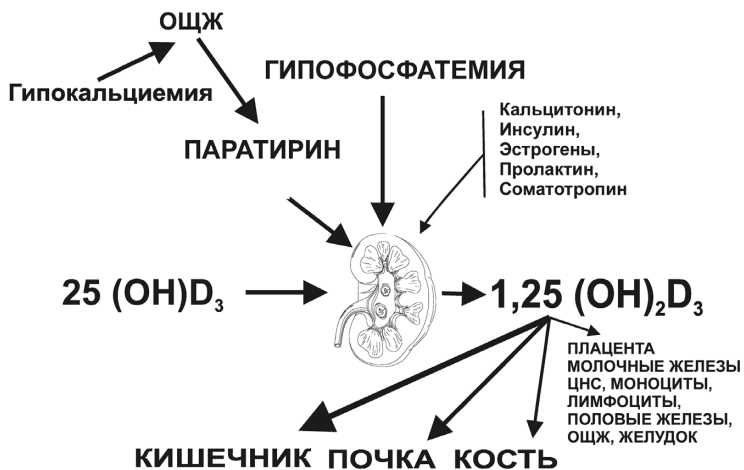 ОЩЖ
ГИПОФОСФАТЕМИЯ
Гипокальциемия
Кальцитонин,
Инсулин,
Эстрогены,
Пролактин,
Соматотропин
ПАРАТИРИН
25 (OH)D₃
1,25 (OH)₂D₃
ПЛАЦЕНТА
МОЛОЧНЫЕ ЖЕЛЕЗЫ
ЦНС, МОНОЦИТЫ,
ЛИМФОЦИТЫ,
ПОЛОВЫЕ ЖЕЛЕЗЫ,
ОЩЖ, ЖЕЛУДОК
КИШЕЧНИК ПОЧКА КОСТЬ